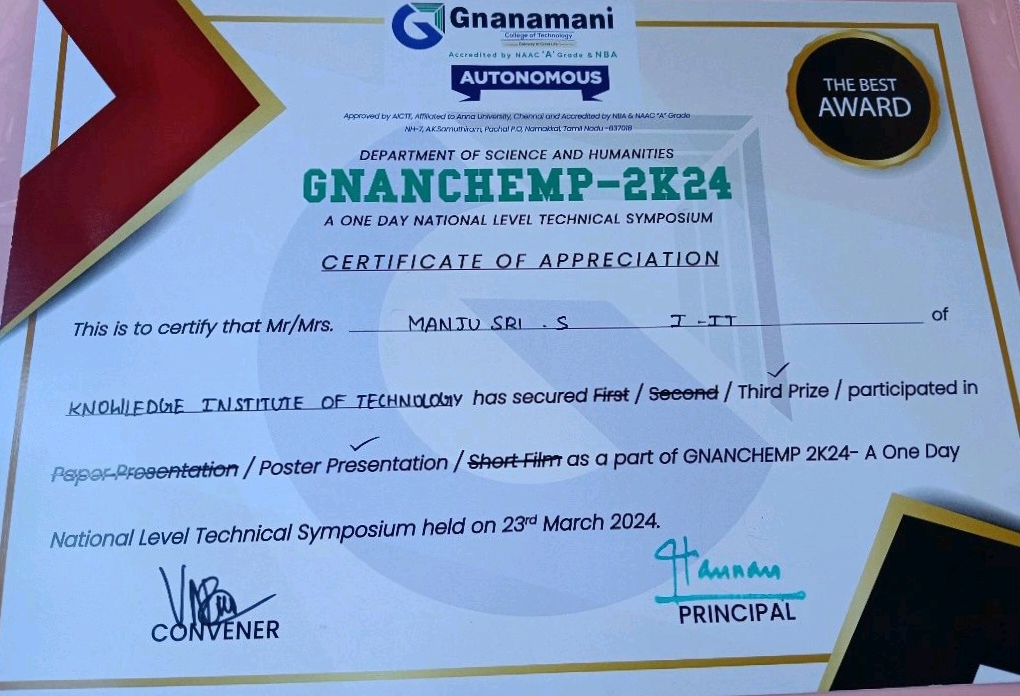 Gnanamani
College of Technology
Accredited by NAAC 'A' Grade & NBA
AUTONOMOUS
THE BEST
AWARD
Approved by AICTE, Affiliated to Anna University, Chennai and Accredited by NBA & NAAC "A" Grade
NH-7, A.K.Samuthiram, Pachal P.O, Namakkal, Tamil Nadu -637018
DEPARTMENT OF SCIENCE AND HUMANITIES
GNANCHEMP-2K24
A ONE DAY NATIONAL LEVEL TECHNICAL SYMPOSIUM
CERTIFICATE OF APPRECIATION
This is to certify that Mr/Mrs. MANJU SRI . S I - IT of
KNOWLEDGE INSTITUTE OF TECHNOLOGY has secured First / Second / Third Prize / participated in
Paper Presentation / Poster Presentation / Short Film as a part of GNANCHEMP 2K24- A One Day
National Level Technical Symposium held on 23rd March 2024.
CONVENER
PRINCIPAL